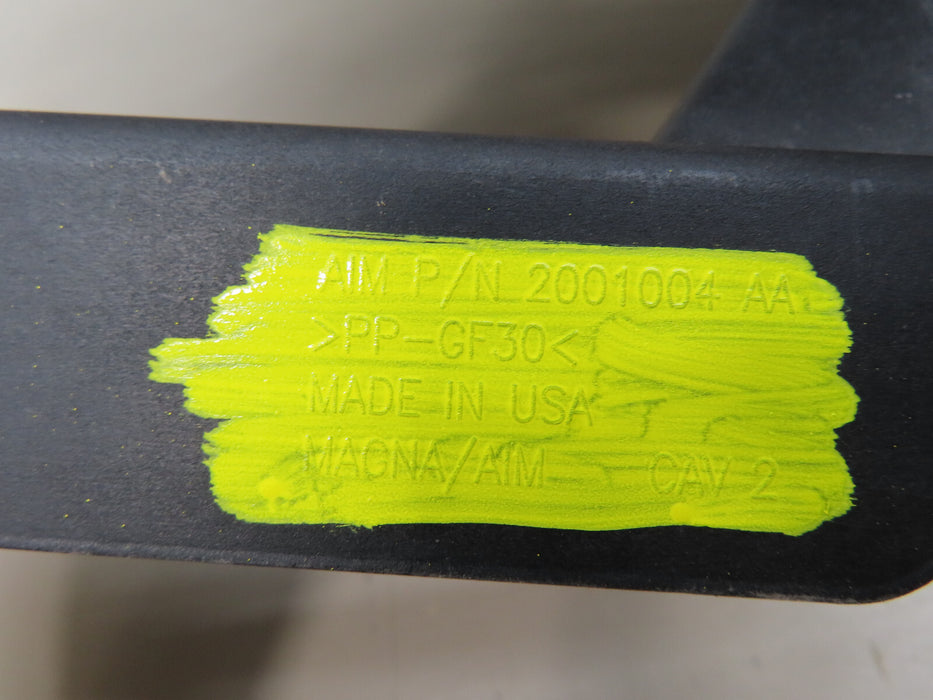 AIM P/N 2001004 AA
>PP-GF30<
MADE IN USA
MAGNA/AIM CAV 2